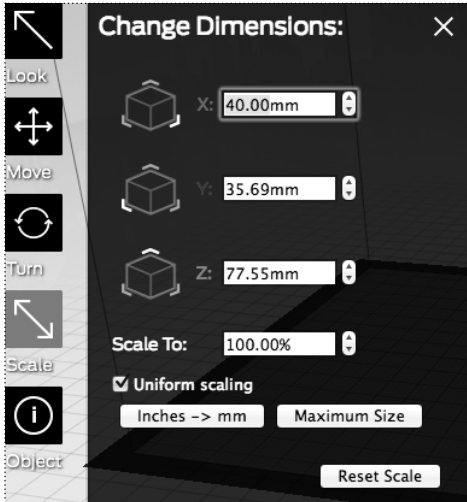 Change Dimensions:
Look
X: 40.00mm
Move
Y: 35.69mm
Turn
Z: 77.55mm
Scale To: 100.00%
Scale
Uniform scaling
Inches -> mm Maximum Size
Object
Reset Scale